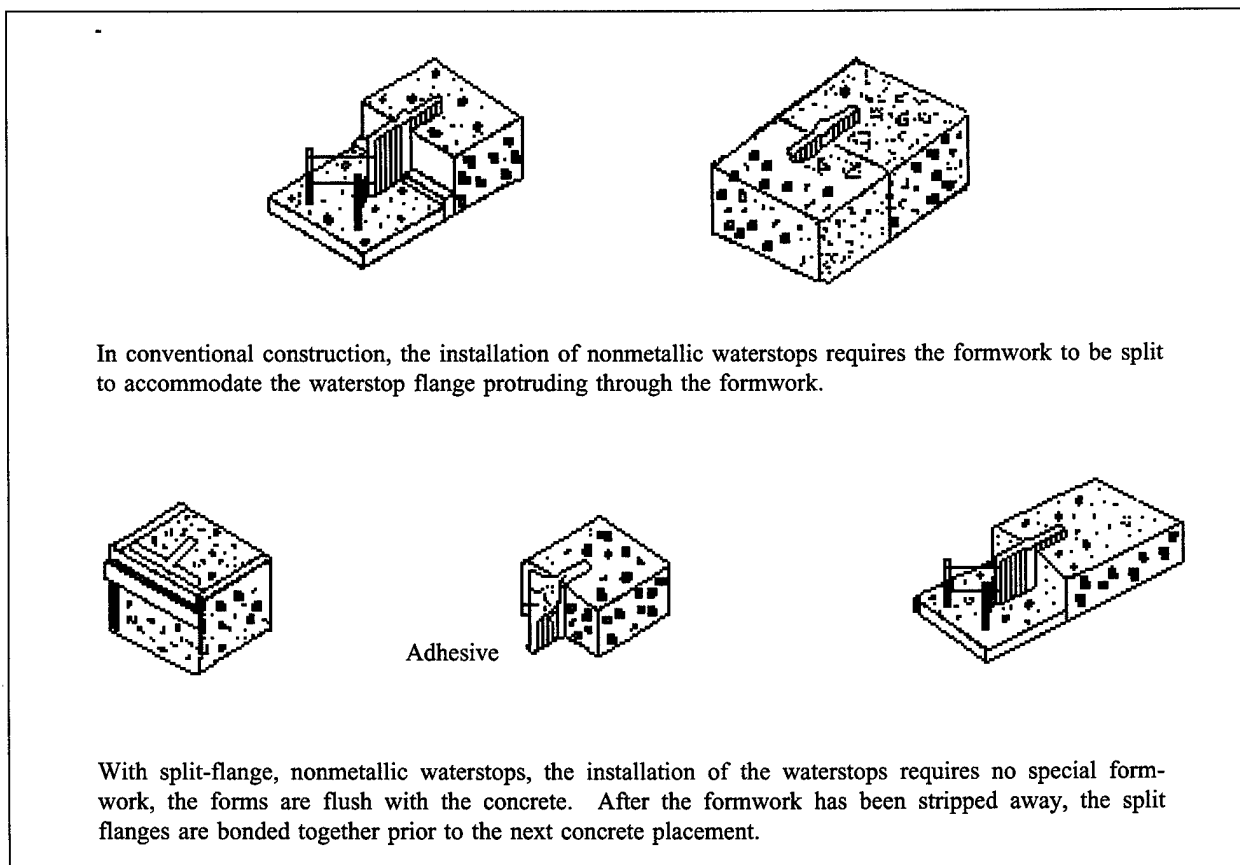 In conventional construction, the installation of nonmetallic waterstops requires the formwork to be split
to accommodate the waterstop flange protruding through the formwork.
Adhesive
With split-flange, nonmetallic waterstops, the installation of the waterstops requires no special form-
work, the forms are flush with the concrete. After the formwork has been stripped away, the split
flanges are bonded together prior to the next concrete placement.